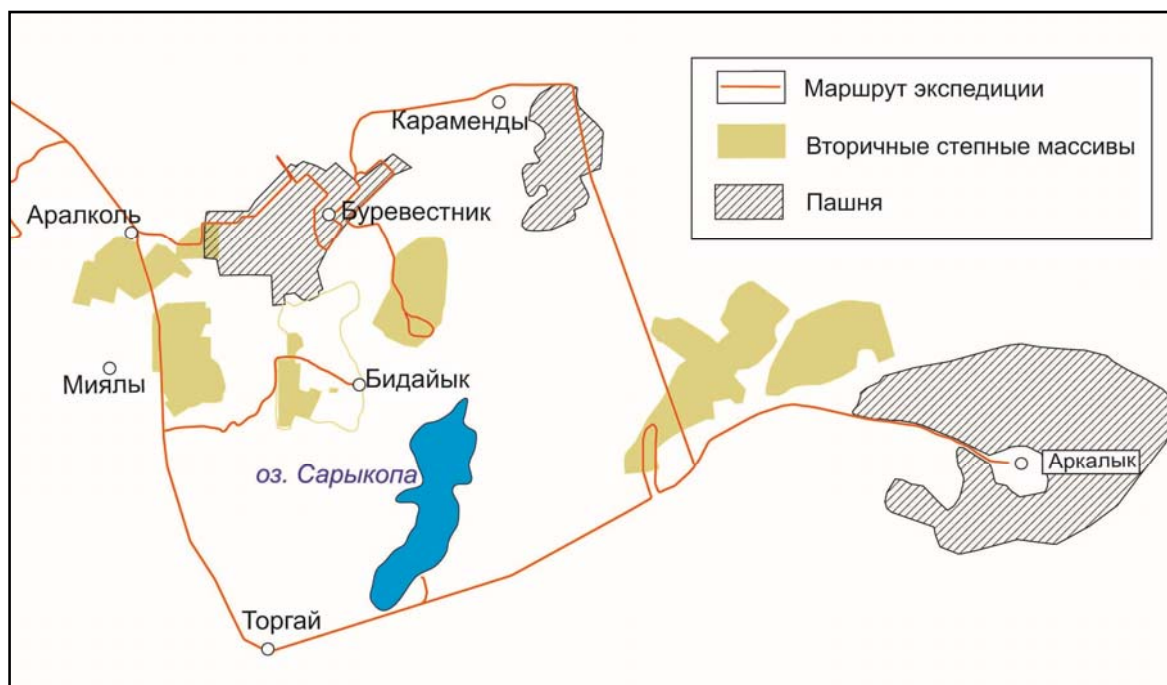 Маршрут экспедиции
Караменды
Вторичные степные массивы
Аралколь
Буревестник
Пашня
Миялы
Бидайык
оз. Сарыкопа
Аркалык
Торгай